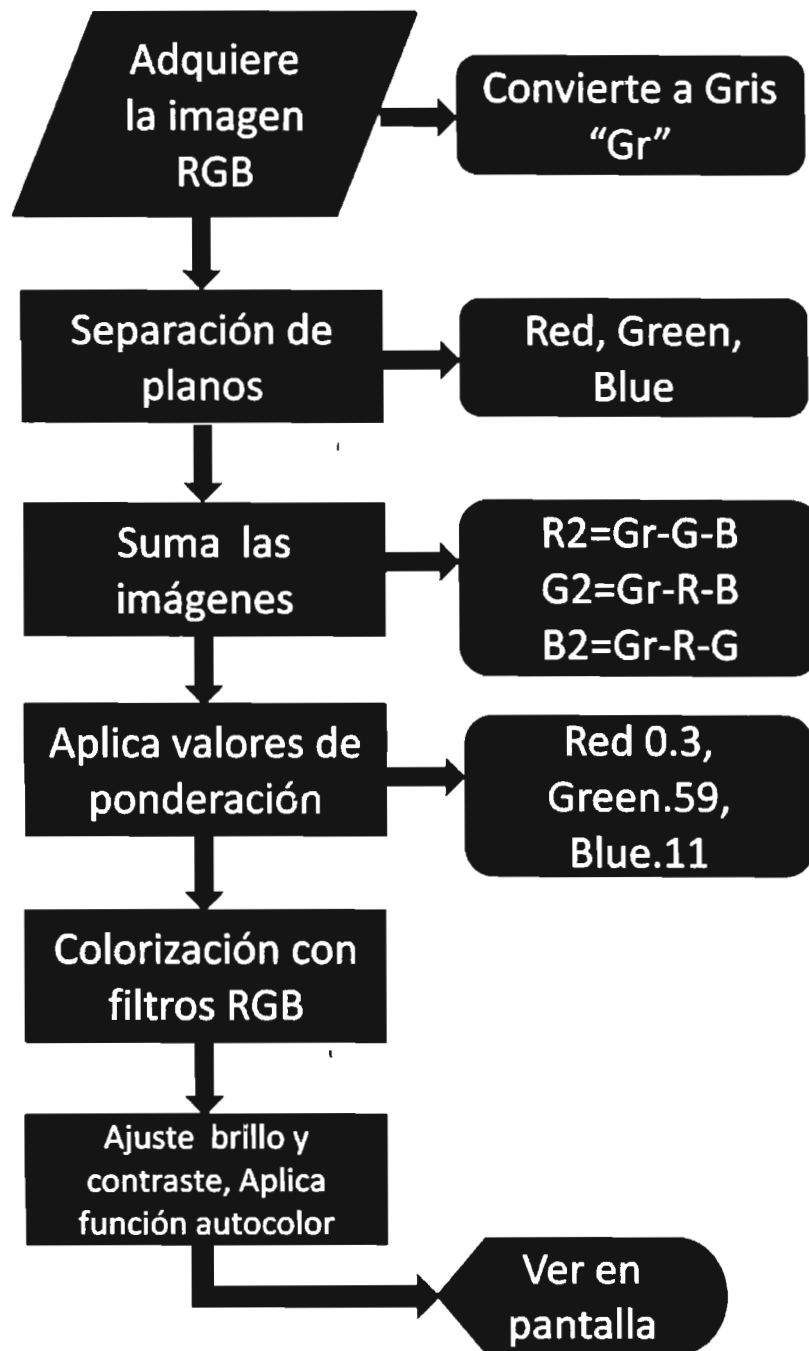 Adquiere
la imagen
RGB
Convierte a Gris
“Gr”
Separación de
planos
Red, Green,
Blue
Suma las
imágenes
R2=Gr-G-B
G2=Gr-R-B
B2=Gr-R-G
Aplica valores de
ponderación
Red 0.3,
Green.59,
Blue.11
Colorización con
filtros RGB
Ajuste brillo y
contraste, Aplica
función autocolor
Ver en
pantalla